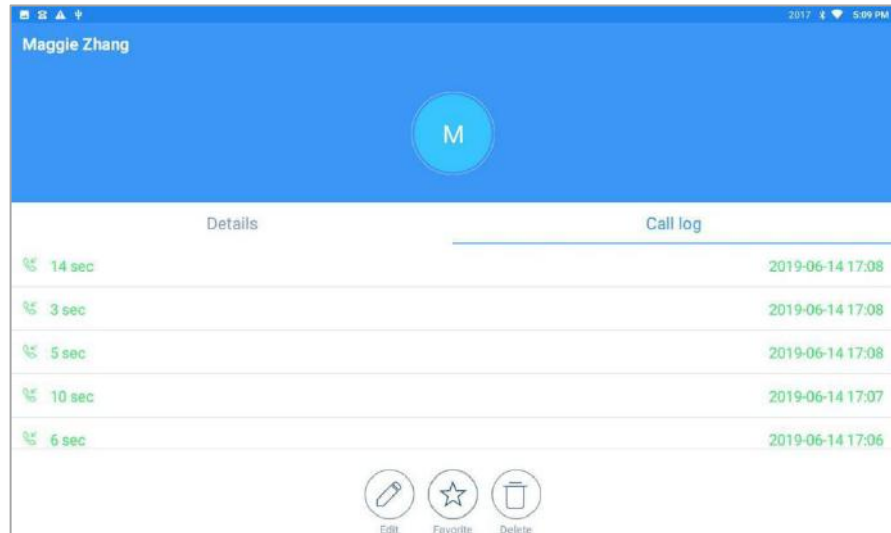 2017 5:09 PM
Maggie Zhang
M
Details Call log
14 sec 2019-06-14 17:08
3 sec 2019-06-14 17:08
5 sec 2019-06-14 17:08
10 sec 2019-06-14 17:07
6 sec 2019-06-14 17:06
Edit Favorite Delete